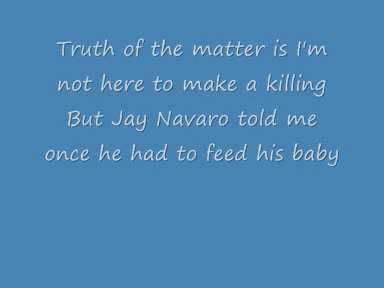 Truth of the matter is I'm
not here to make a killing
But Jay Navaro told me
once he had to feed his baby